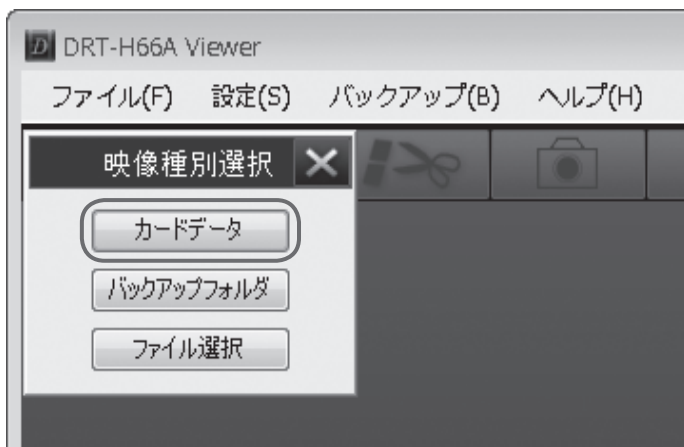 D DRT-H66A Viewer
ファイル(F) 設定(S) バックアップ(B) ヘルプ(H)
映像種別選択
カードデータ
バックアップフォルダ
ファイル選択